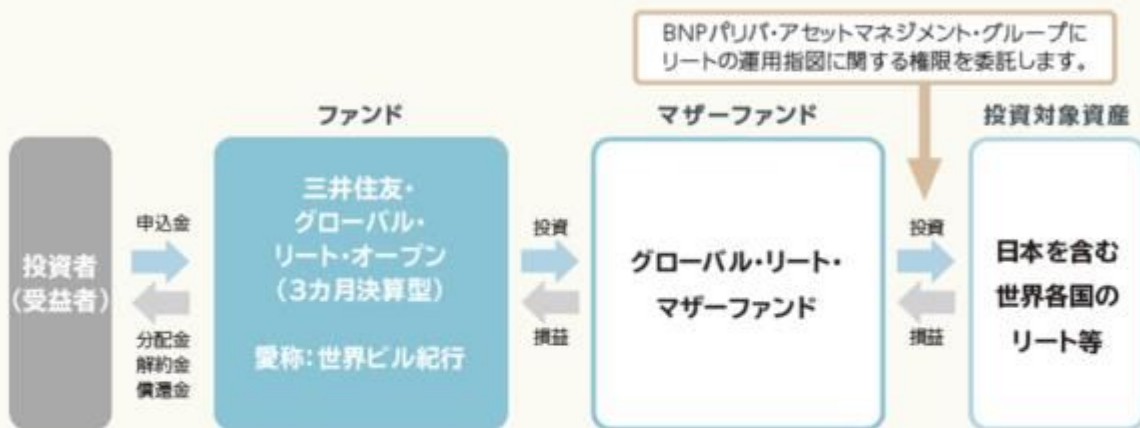 BNPパリバ・アセットマネジメント・グループに
リートの運用指図に関する権限を委託します。
ファンド
マザーファンド
投資対象資産
投資者
(受益者)
申込金
分配金
解約金
償還金
三井住友・
グローバル・
リート・オープン
(3カ月決算型)
愛称:世界ビル紀行
投資
損益
グローバル・リート・
マザーファンド
投資
損益
日本を含む
世界各国の
リート等